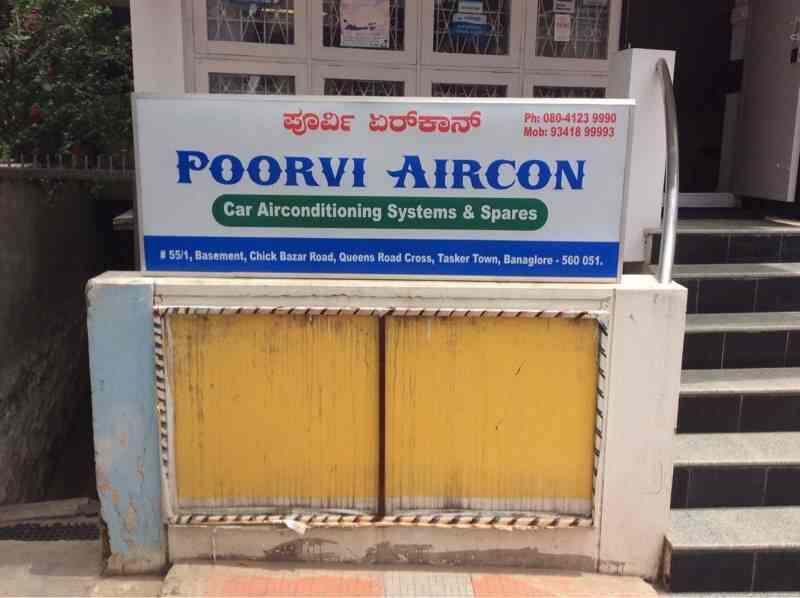 ಪೂರ್ವಿ ಏರ್‌ಕಾನ್
Ph: 080-4123 9990
Mob: 93418 99993
POORVI AIRCON
Car Airconditioning Systems & Spares
# 55/1, Basement, Chick Bazar Road, Queens Road Cross, Tasker Town, Banaglore - 560 051.